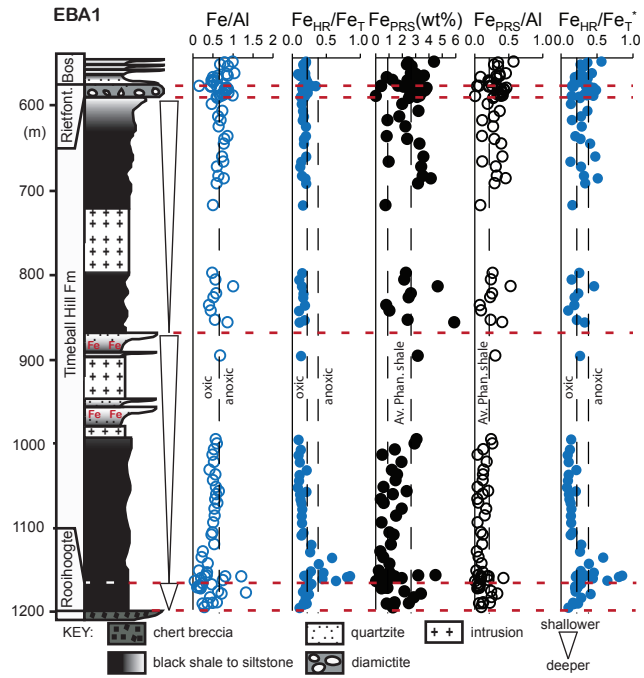 EBA1
Fe/Al FeHR/FeT FePRS(wt%) FePRS/Al FeHR/FeT*
0 0.5 1 1.5 2 0.0 0.5 1.0 0 1 2 3 4 5 6 0.0 0.5 1.0 0.0 0.5 1.0
Bos
Rietfont.
Timeball Hill Fm
Rooihoogte
600
(m)
700
800
900
1000
1100
1200
Fe Fe
Fe Fe
oxic
anoxic
oxic
anoxic
Av. Phan. shale
Av. Phan. shale
oxic
anoxic
KEY: chert breccia quartzite intrusion
black shale to siltstone diamictite
shallower
deeper